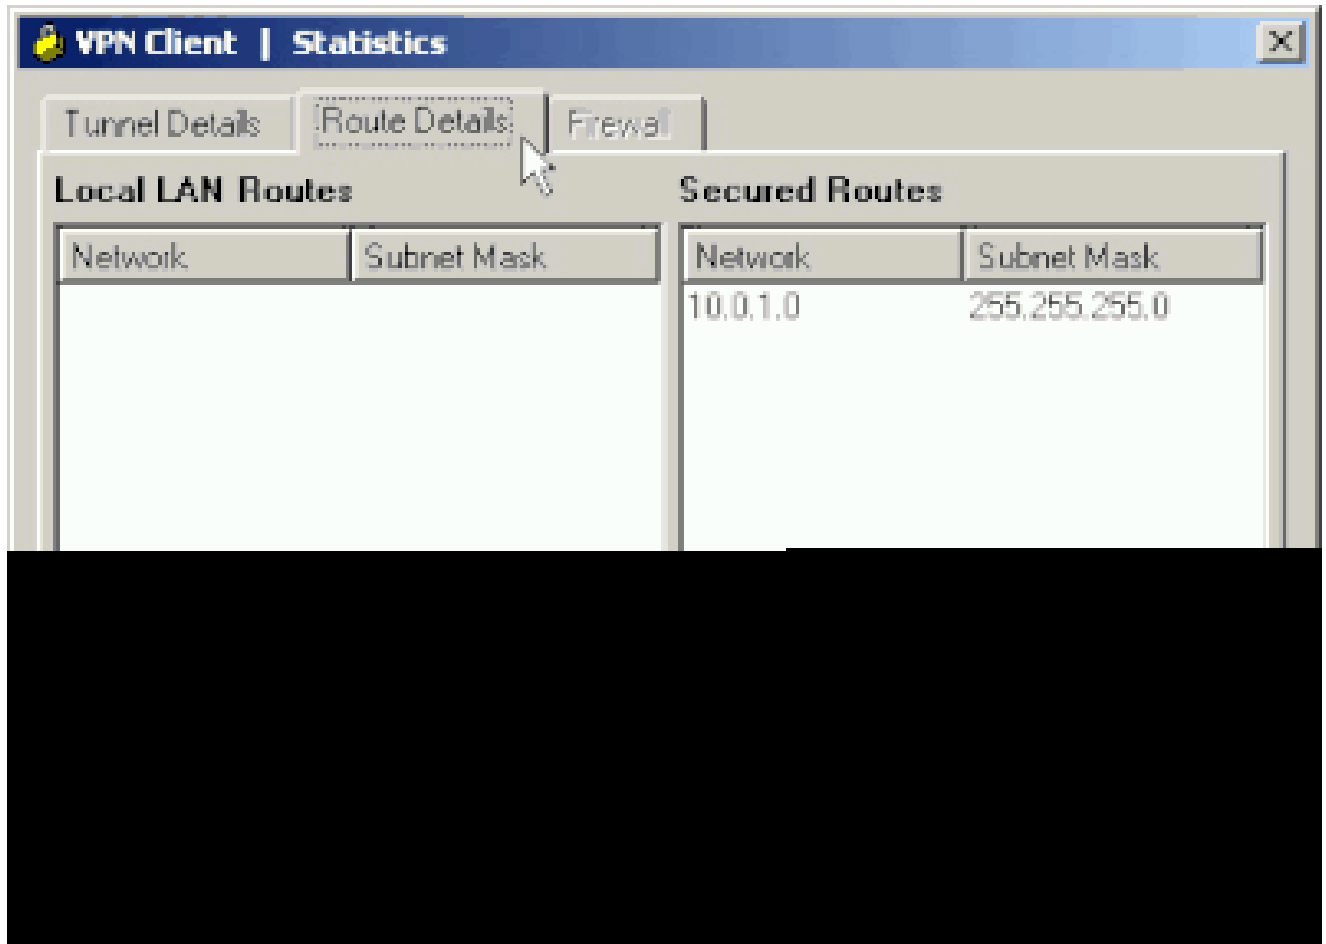 VPN Client | Statistics
Tunnel Details Route Details Firewall
Local LAN Routes Secured Routes
Network Subnet Mask Network Subnet Mask
10.0.1.0 255.255.255.0